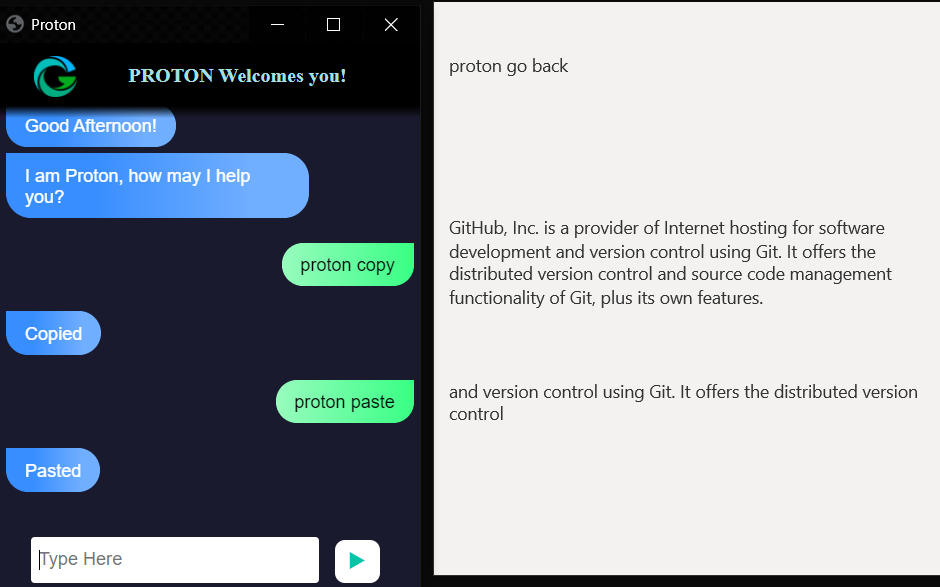 Proton
PROTON Welcomes you!
Good Afternoon!
I am Proton, how may I help
you?
proton copy
Copied
proton paste
Pasted
Type Here
proton go back
GitHub, Inc. is a provider of Internet hosting for software
development and version control using Git. It offers the
distributed version control and source code management
functionality of Git, plus its own features.
and version control using Git. It offers the distributed version
control